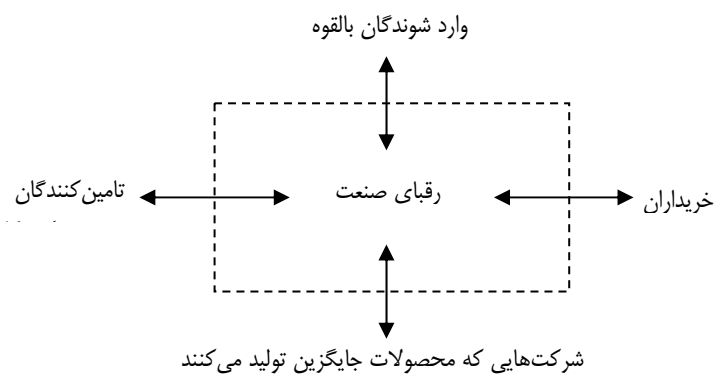 وارد شوندگان بالقوه
خریداران
رقبای صنعت
تامین‌کنندگان
شرکت‌هایی که محصولات جایگزین تولید می‌کنند